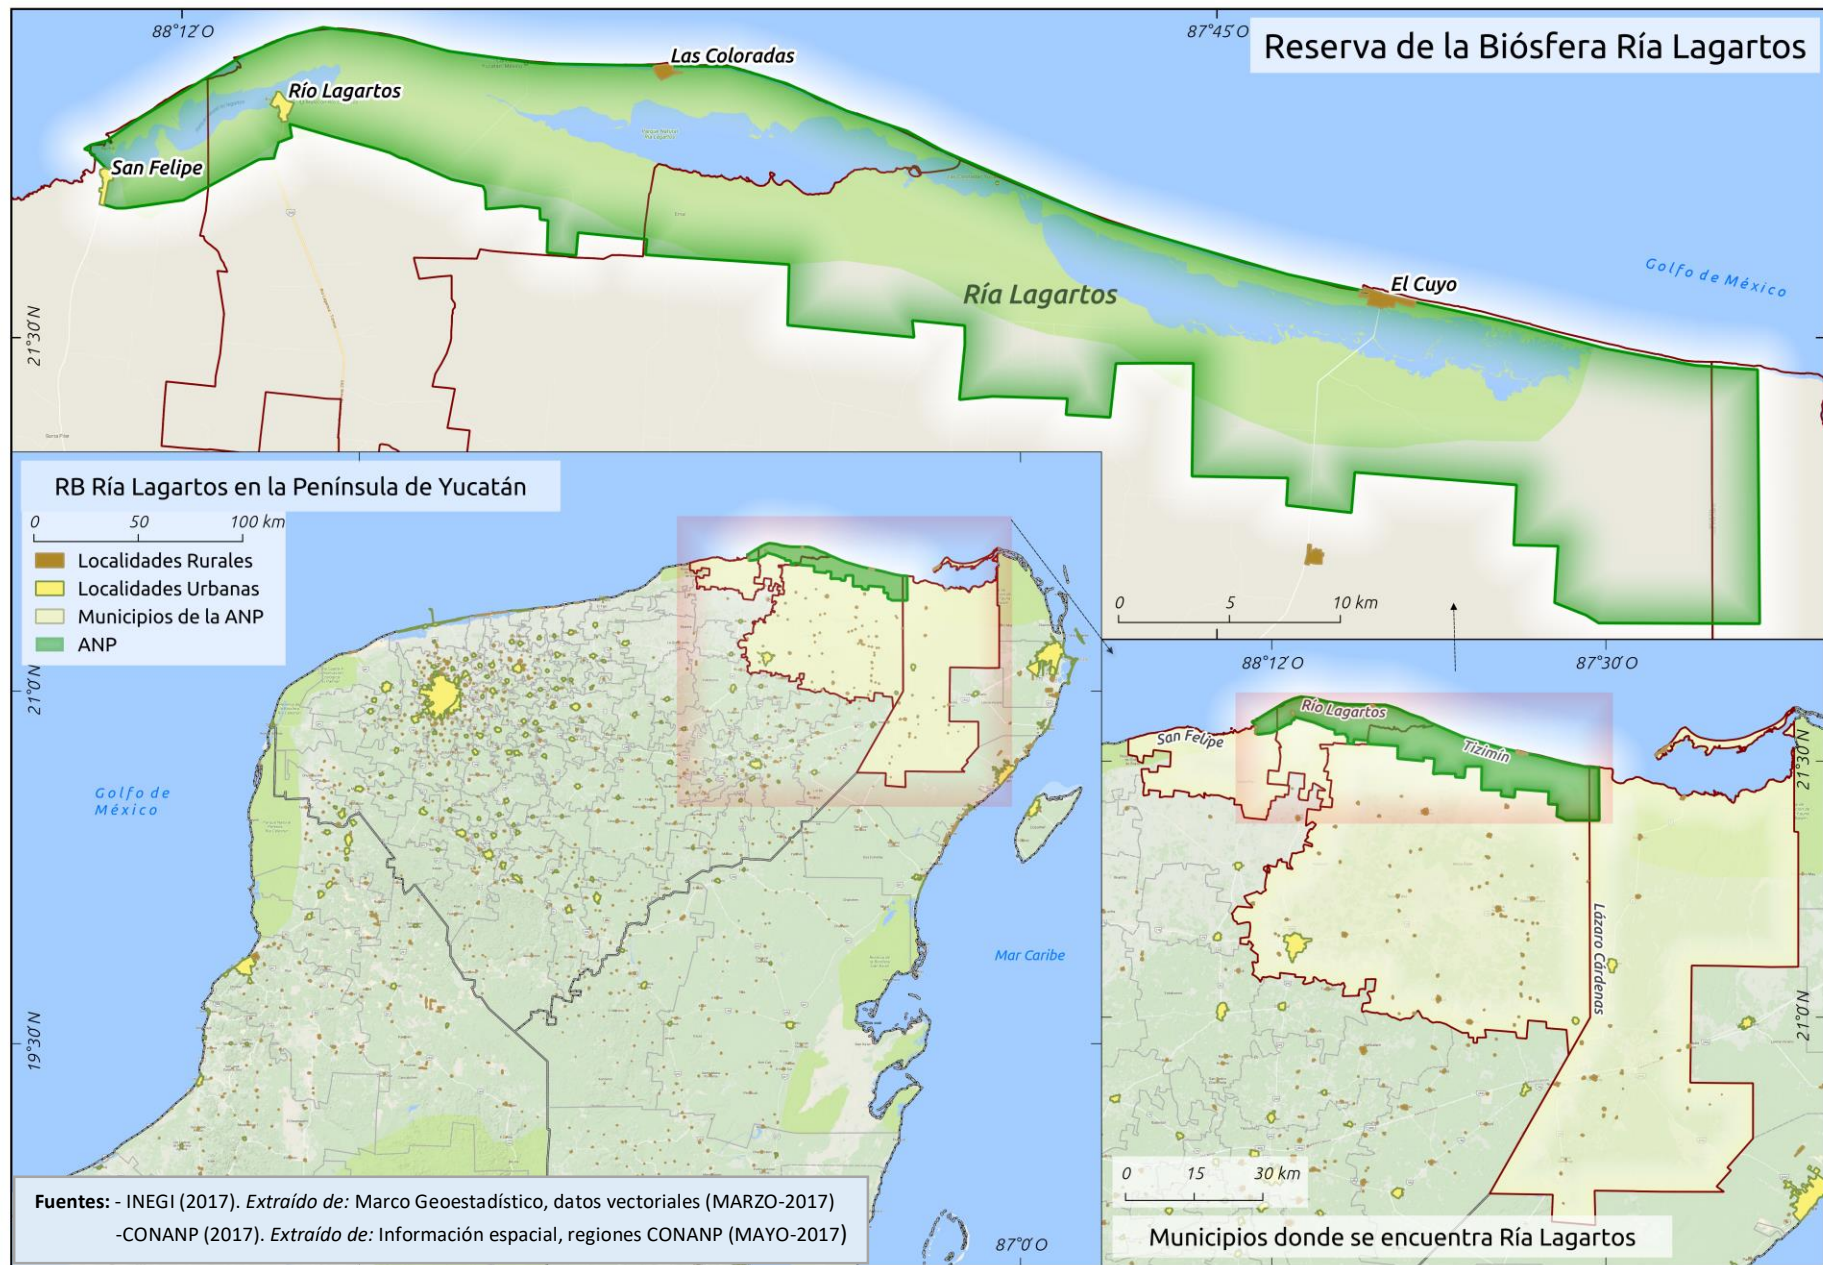 88°12'O
87°45'O
Reserva de la Biósfera Ría Lagartos
Las Coloradas
Río Lagartos
San Felipe
Parque Natural
Ría Lagartos
Golfo de México
El Cuyo
Ría Lagartos
21°30'N
RB Ría Lagartos en la Península de Yucatán
0 50 100 km
Localidades Rurales
Localidades Urbanas
Municipios de la ANP
ANP
0 5 10 km
88°12'O
87°30'O
21°0'N
Río Lagartos
San Felipe
Tizimín
21°30'N
Golfo de
México
Lázaro Cárdenas
Mar Caribe
21°0'N
19°30'N
0 15 30 km
Fuentes: - INEGI (2017). Extraído de: Marco Geoestadístico, datos vectoriales (MARZO-2017)
-CONANP (2017). Extraído de: Información espacial, regiones CONANP (MAYO-2017)
87°0'O
Municipios donde se encuentra Ría Lagartos